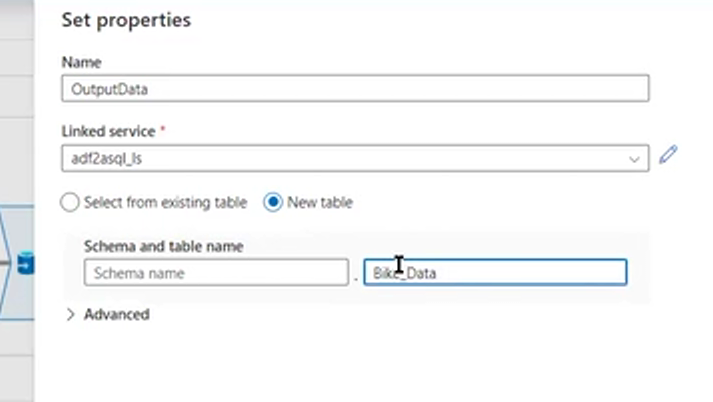 Set properties
Name
OutputData
Linked service *
adf2asql_ls
Select from existing table New table
Schema and table name
Schema name . Bike_Data
Advanced